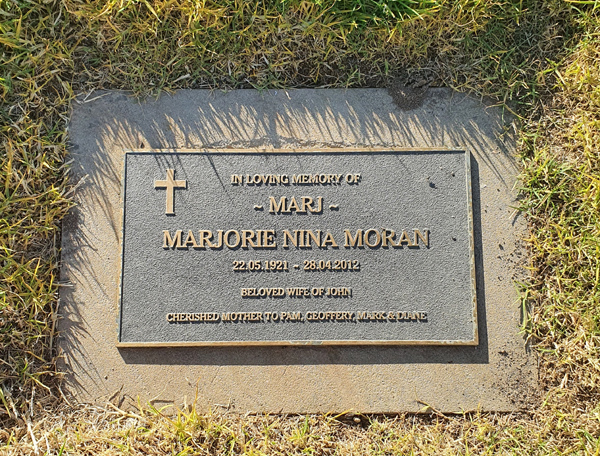 IN LOVING MEMORY OF
~ MARJ ~
MARJORIE NINA MORAN
22.05.1921 ~ 28.04.2012
BELOVED WIFE OF JOHN
CHERISHED MOTHER TO PAM, GEOFFERY, MARK & DIANE